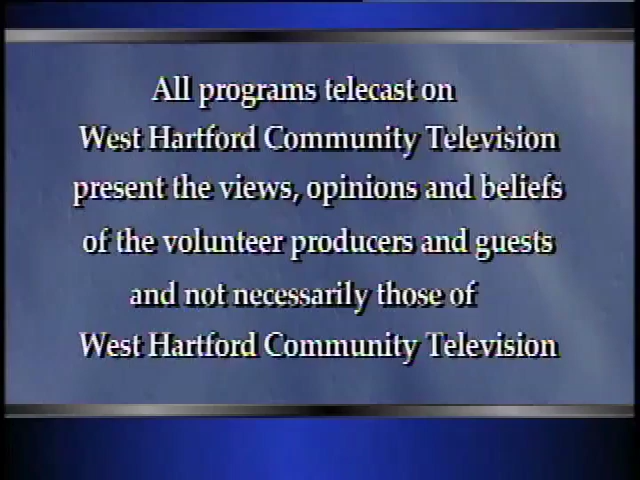 All programs telecast on
West Hartford Community Television
present the views, opinions and beliefs
of the volunteer producers and guests
and not necessarily those of
West Hartford Community Television